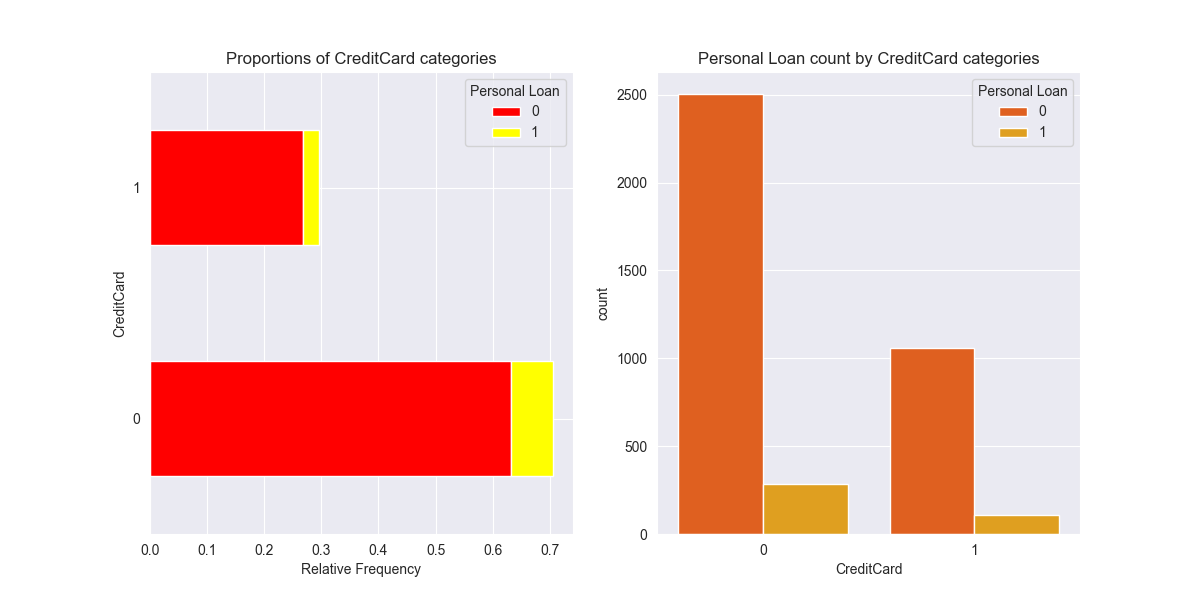 Proportions of CreditCard categories
Personal Loan
0
1
1
0
CreditCard
0.0 0.1 0.2 0.3 0.4 0.5 0.6 0.7
Relative Frequency
Personal Loan count by CreditCard categories
Personal Loan
0
1
2500
2000
1500
1000
500
0
count
0 1
CreditCard